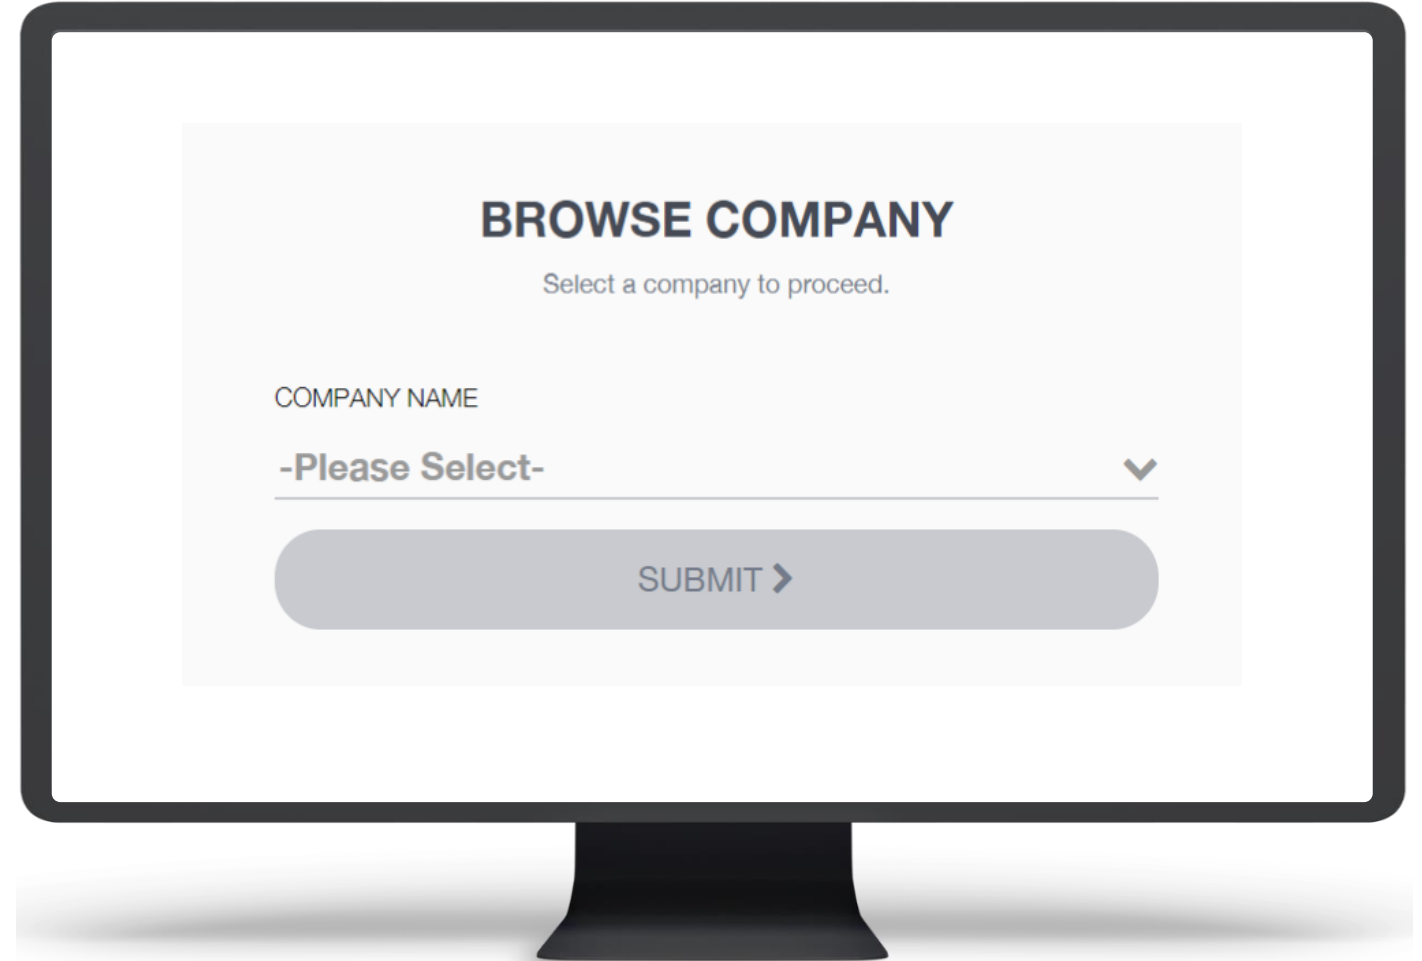 BROWSE COMPANY
Select a company to proceed.
COMPANY NAME
-Please Select-
SUBMIT